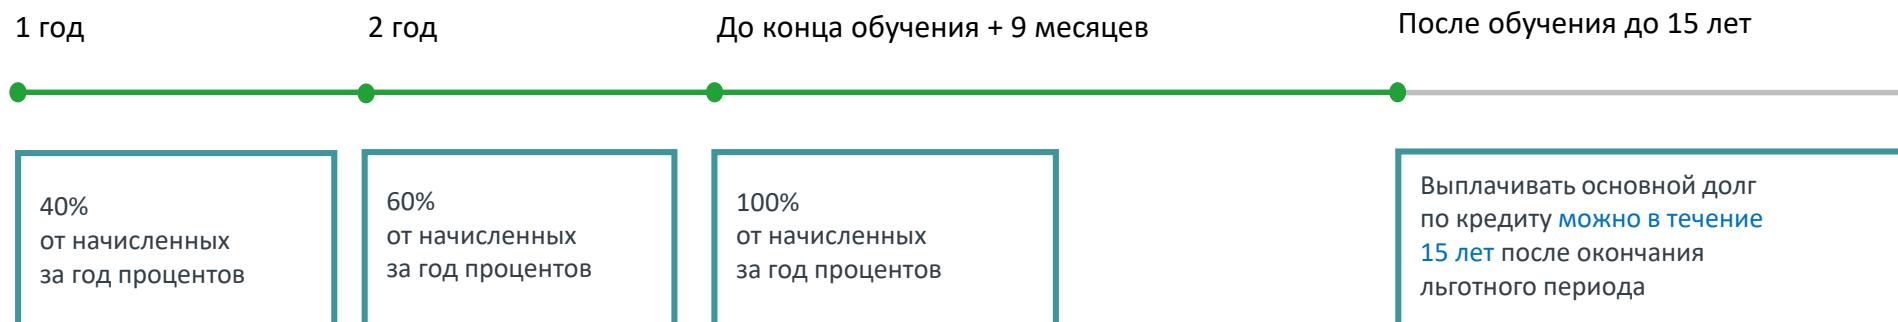 1 год
2 год
До конца обучения + 9 месяцев
После обучения до 15 лет
40%
от начисленных
за год процентов
60%
от начисленных
за год процентов
100%
от начисленных
за год процентов
Выплачивать основной долг
по кредиту можно в течение
15 лет после окончания
льготного периода